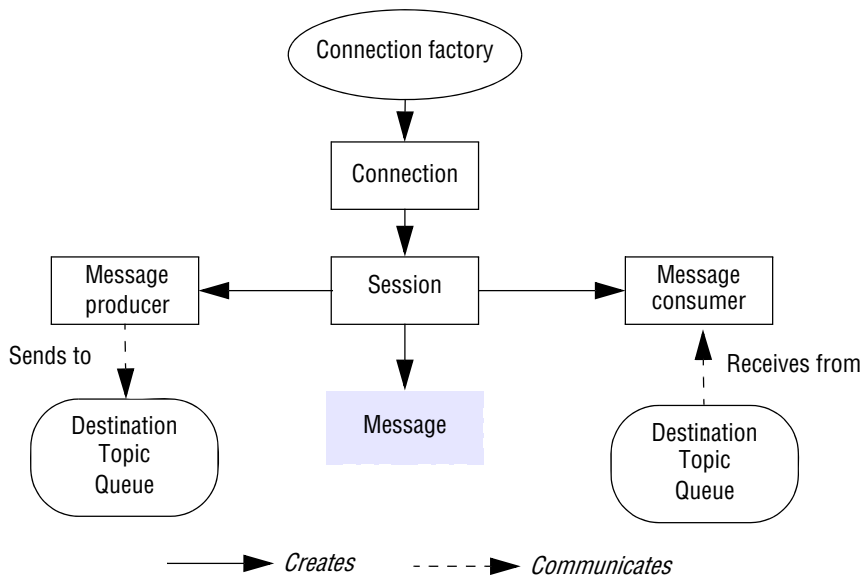 Connection factory
Connection
Message
producer
Session
Message
consumer
Sends to
Receives from
Destination
Topic
Queue
Message
Destination
Topic
Queue
Creates
Communicates